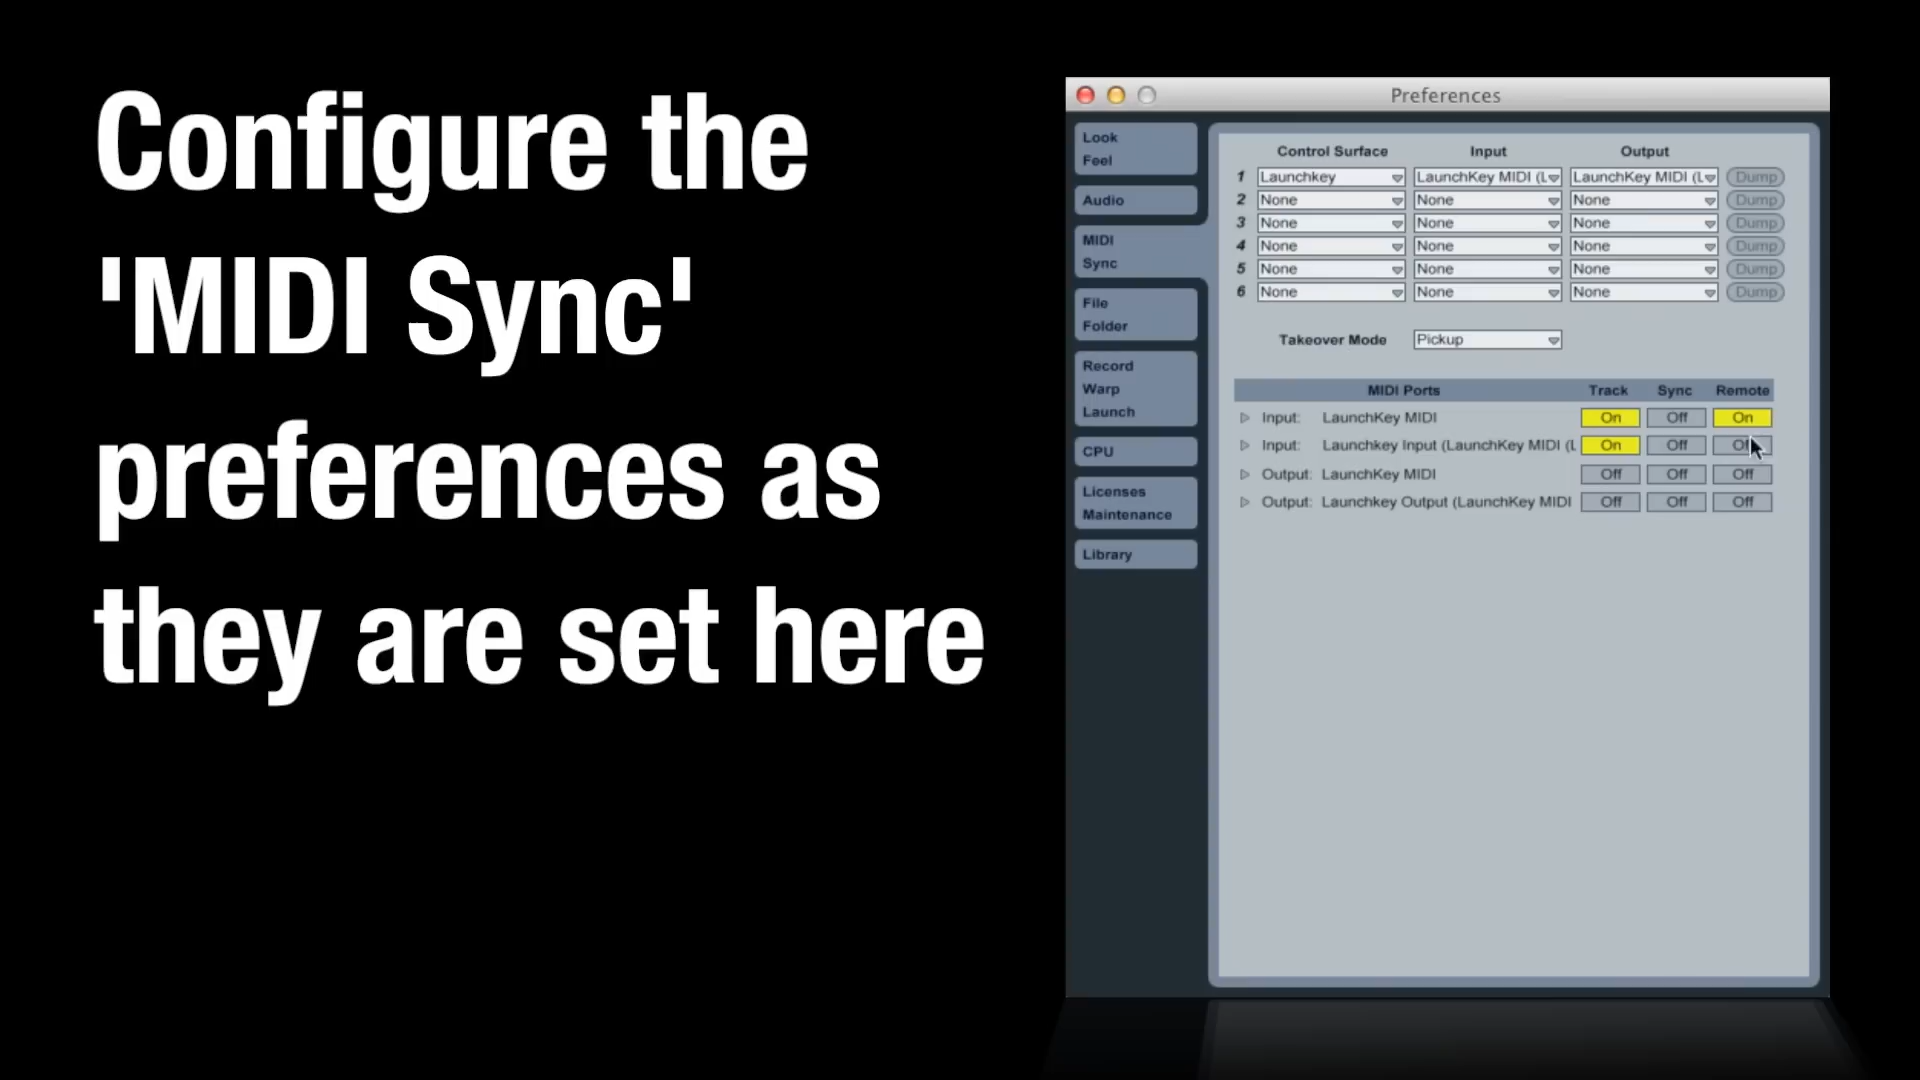 Configure the
'MIDI Sync'
preferences as
they are set here
Preferences
Look
Feel
Audio
MIDI
Sync
File
Folder
Record
Warp
Launch
CPU
Licenses
Maintenance
Library
Control Surface Input Output
1 Launchkey LaunchKey MIDI (L LaunchKey MIDI (L Dump
2 None None None Dump
3 None None None Dump
4 None None None Dump
5 None None None Dump
6 None None None Dump
Takeover Mode Pickup
MIDI Ports Track Sync Remote
Input: LaunchKey MIDI On Off On
Input: Launchkey Input (LaunchKey MIDI (L On Off
Output: LaunchKey MIDI Off Off Off
Output: Launchkey Output (LaunchKey MIDI Off Off Off